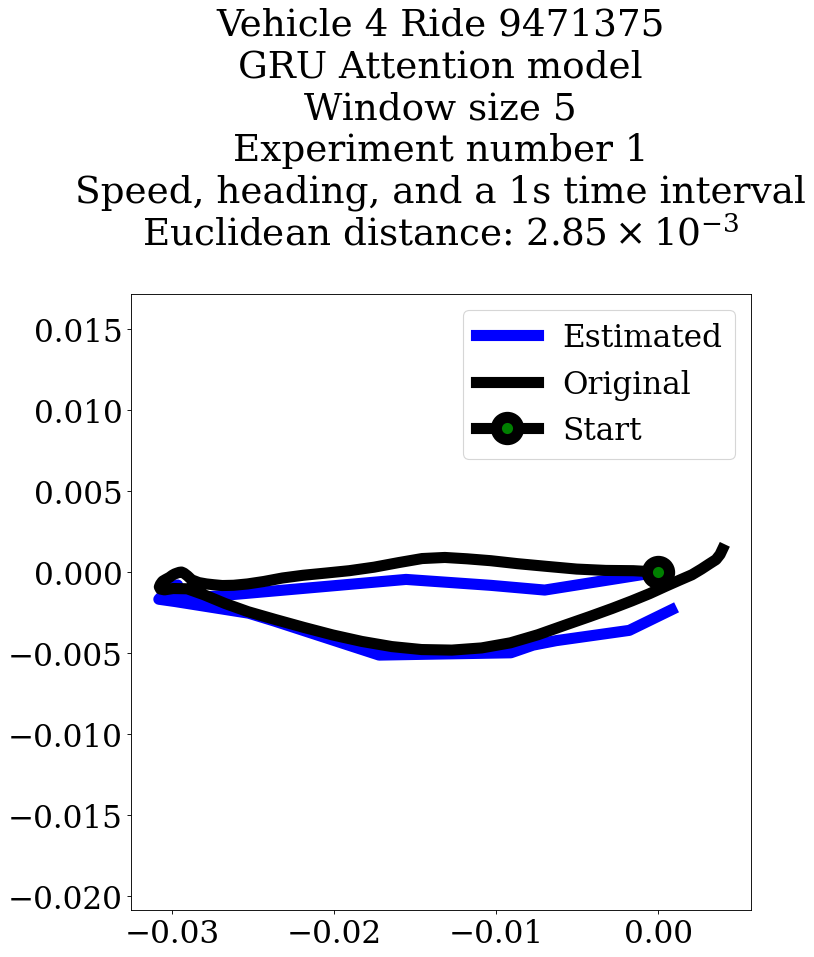 Vehicle 4 Ride 9471375
GRU Attention model
Window size 5
Experiment number 1
Speed, heading, and a 1s time interval
Euclidean distance: 2.85 × 10⁻³
Estimated
Original
Start
0.015
0.010
0.005
0.000
−0.005
−0.010
−0.015
−0.020
−0.03 −0.02 −0.01 0.00